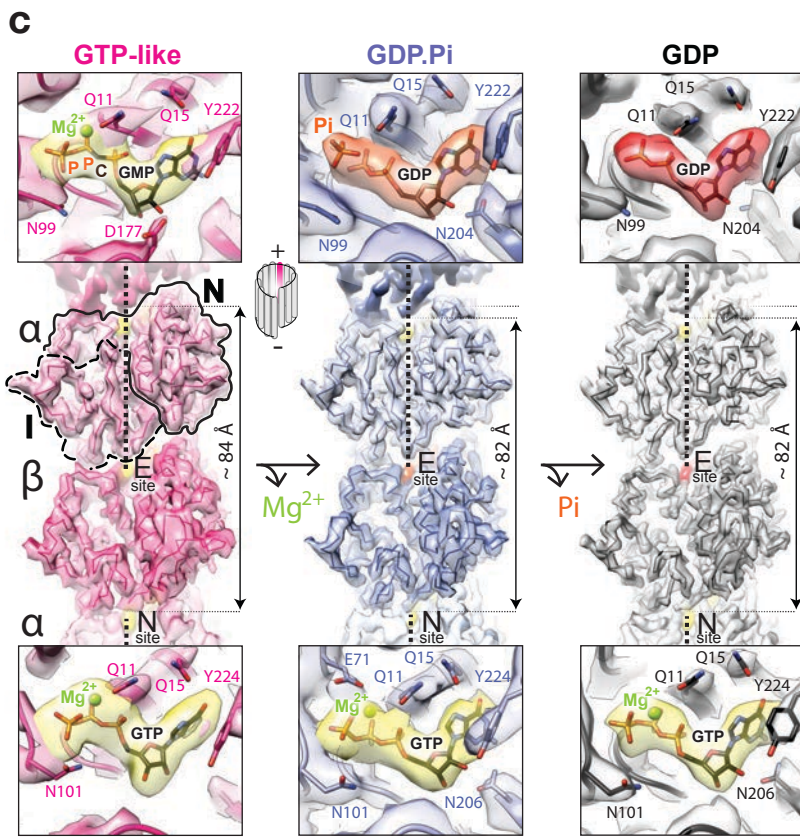 c
GTP-like
GDP.Pi
GDP
Q11
Q15
Y222
Mg²⁺
P P C
GMP
N99
D177
Q15
Q11
Y222
Pi
GDP
N99
N204
Q15
Q11
Y222
GDP
N99
N204
+
-
N
α
I
β
E
site
~ 84 Å
Mg²⁺
E
site
~ 82 Å
Pi
E
site
~ 82 Å
α
N
site
N
site
N
site
Q11
Mg²⁺
Q15
Y224
GTP
N101
E71
Q15
Q11
Y224
Mg²⁺
GTP
N101
N206
Q15
Q11
Y224
Mg²⁺
GTP
N101
N206